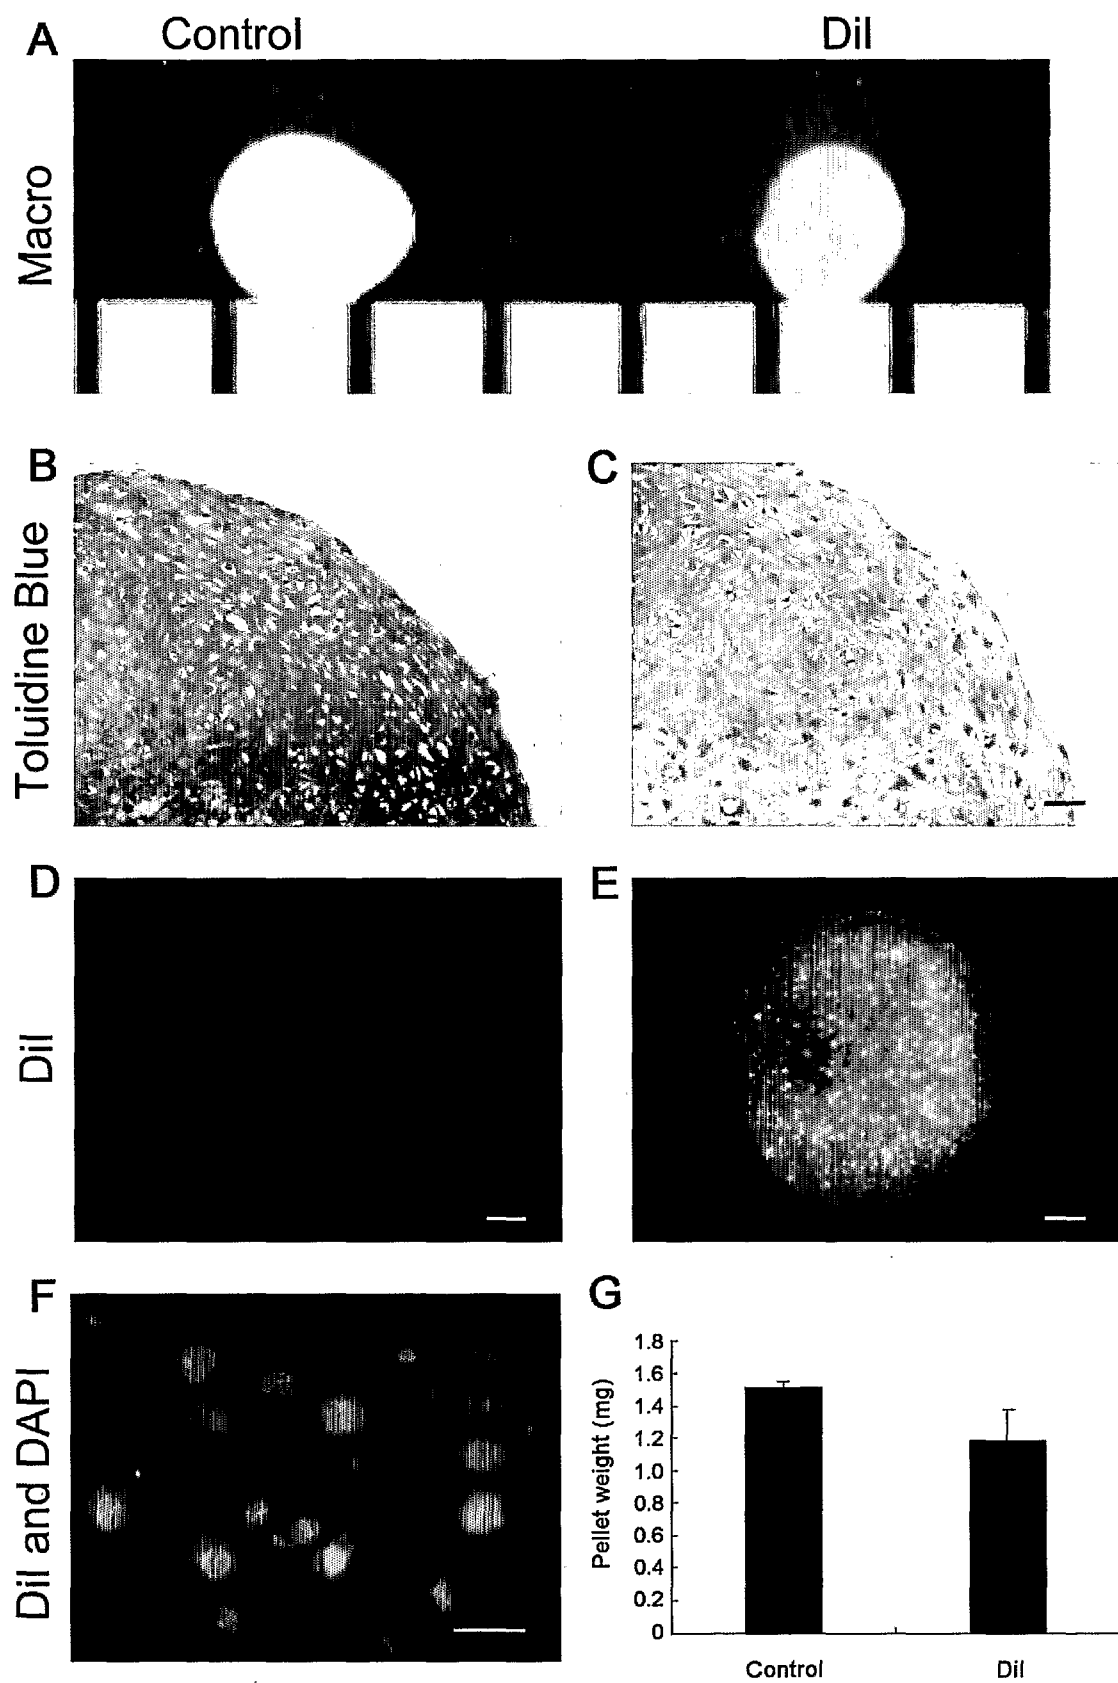 A
Control
DiI
Macro
B
C
Toluidine Blue
D
E
DiI
F
G
DiI and DAPI
Pellet weight (mg)
1.8
1.6
1.4
1.2
1.0
0.8
0.6
0.4
0.2
0
Control
DiI